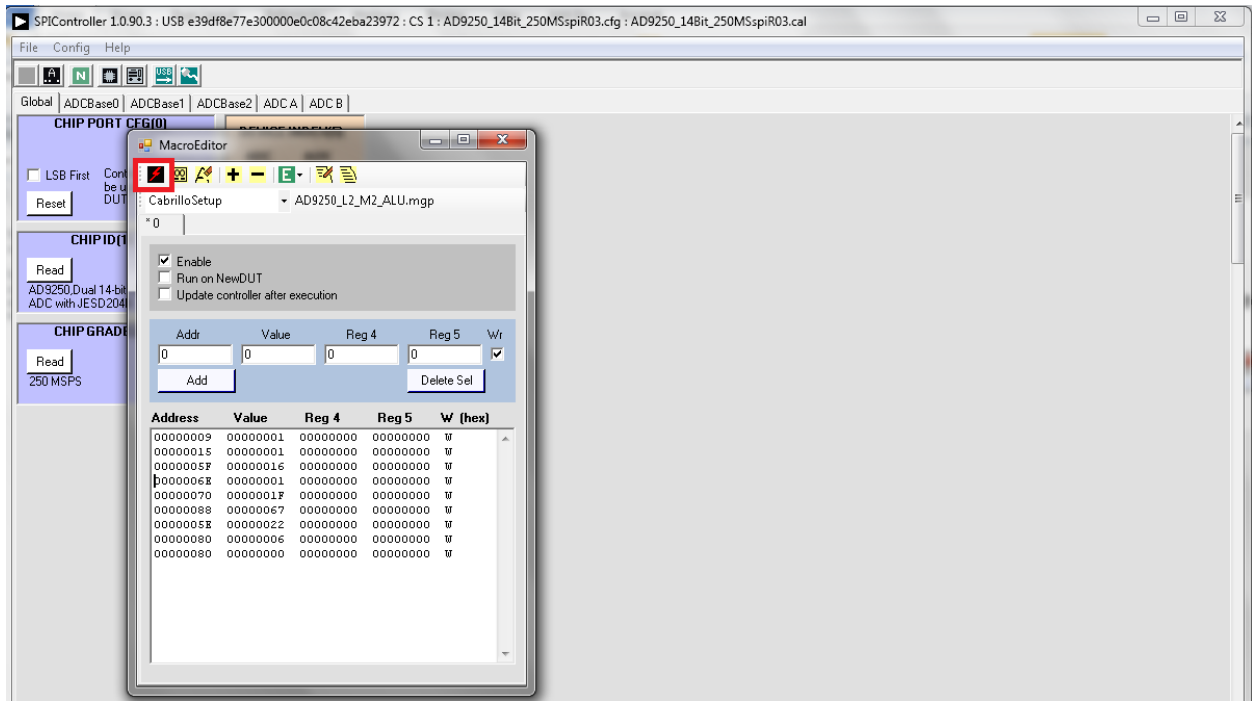 SPIController 1.0.90.3 : USB e39df8e77e300000e0c08c42eba23972 : CS 1 : AD9250_14Bit_250MSspiR03.cfg : AD9250_14Bit_250MSspiR03.cal
File Config Help
Global ADCBase0 ADCBase1 ADCBase2 ADC A ADC B
CHIP PORT CFG(0)
LSB First
Reset
CHIP ID(1
Read
AD9250,Dual 14-bit
ADC with JESD204
CHIP GRADE
Read
250 MSPS
MacroEditor
CabrilloSetup AD9250_L2_M2_ALU.mgp
* 0
Enable
Run on NewDUT
Update controller after execution
Addr Value Reg 4 Reg 5 Wr
0 0 0 0
Add Delete Sel
Address Value Reg 4 Reg 5 W (hex)
00000009 00000001 00000000 00000000 W
00000015 00000001 00000000 00000000 W
0000005F 00000016 00000000 00000000 W
0000006E 00000001 00000000 00000000 W
00000070 0000001F 00000000 00000000 W
00000088 00000067 00000000 00000000 W
0000005E 00000022 00000000 00000000 W
00000080 00000006 00000000 00000000 W
00000080 00000000 00000000 00000000 W